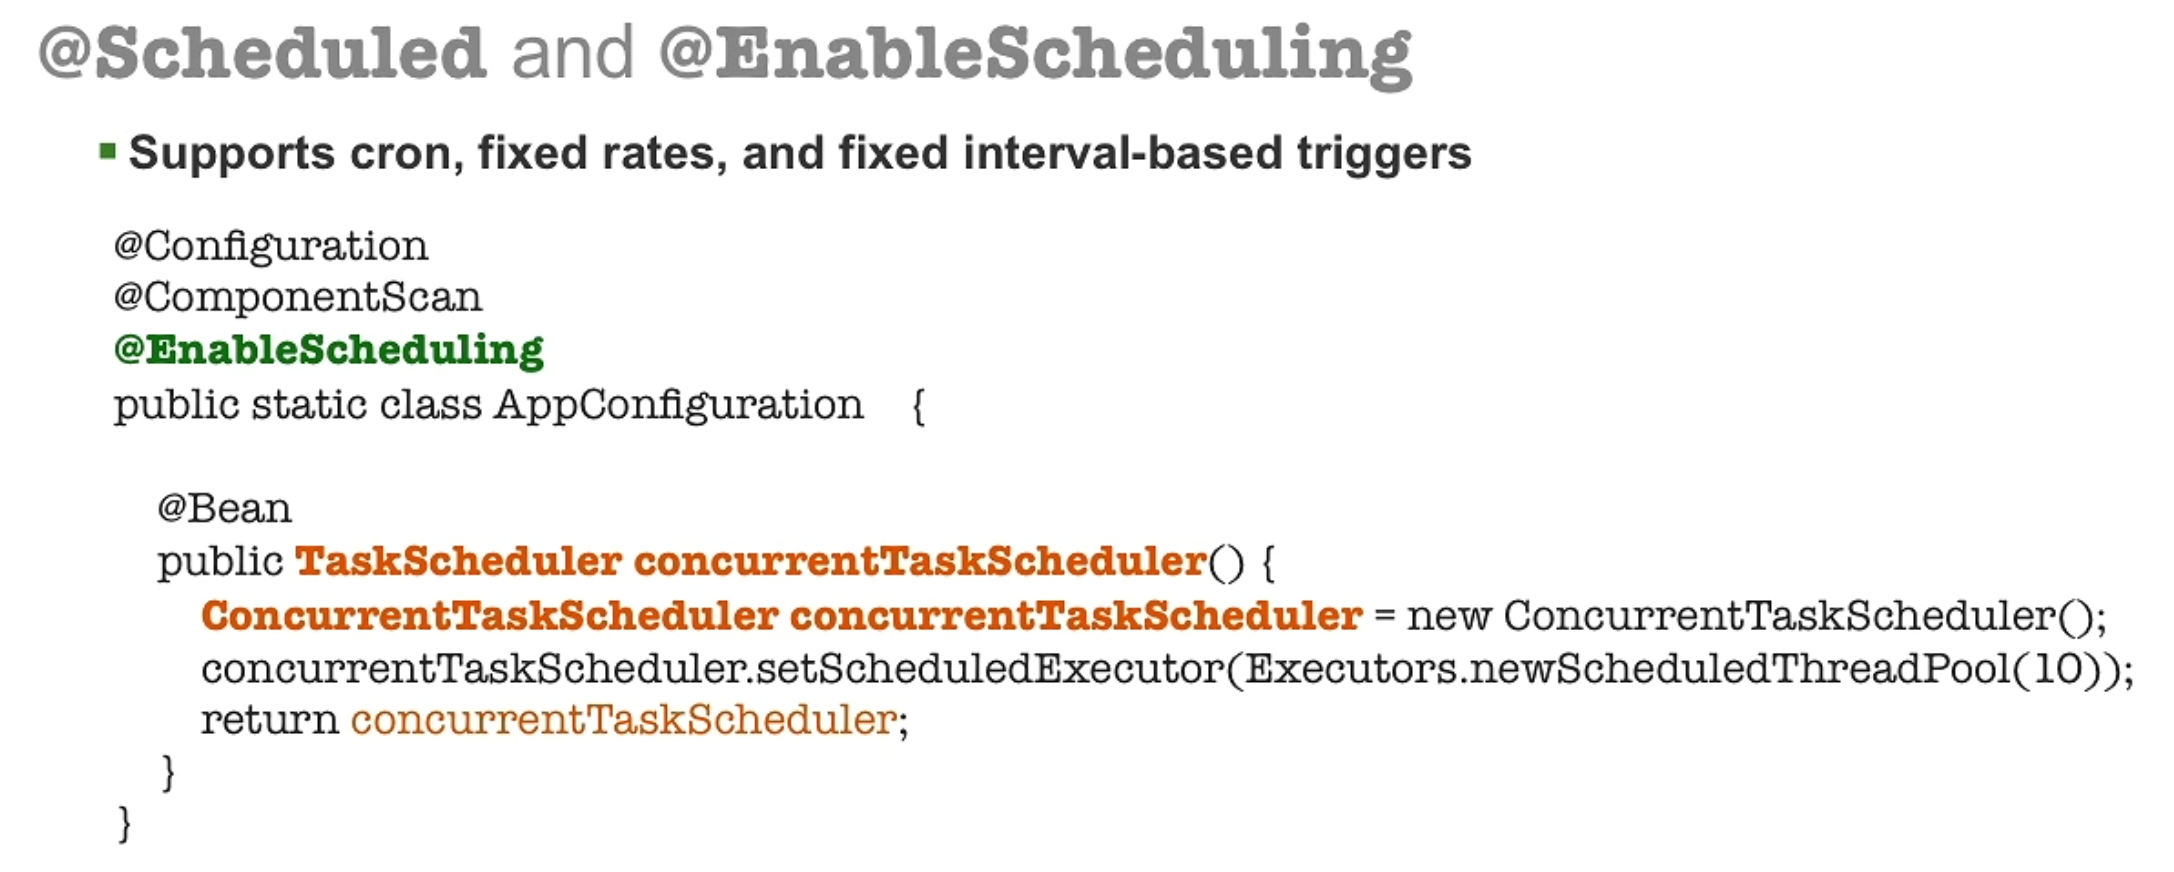 @Scheduled and @EnableScheduling
▪ Supports cron, fixed rates, and fixed interval-based triggers
@Configuration
@ComponentScan
@EnableScheduling
public static class AppConfiguration {
@Bean
public TaskScheduler concurrentTaskScheduler() {
ConcurrentTaskScheduler concurrentTaskScheduler = new ConcurrentTaskScheduler();
concurrentTaskScheduler.setScheduledExecutor(Executors.newScheduledThreadPool(10));
return concurrentTaskScheduler;
}
}